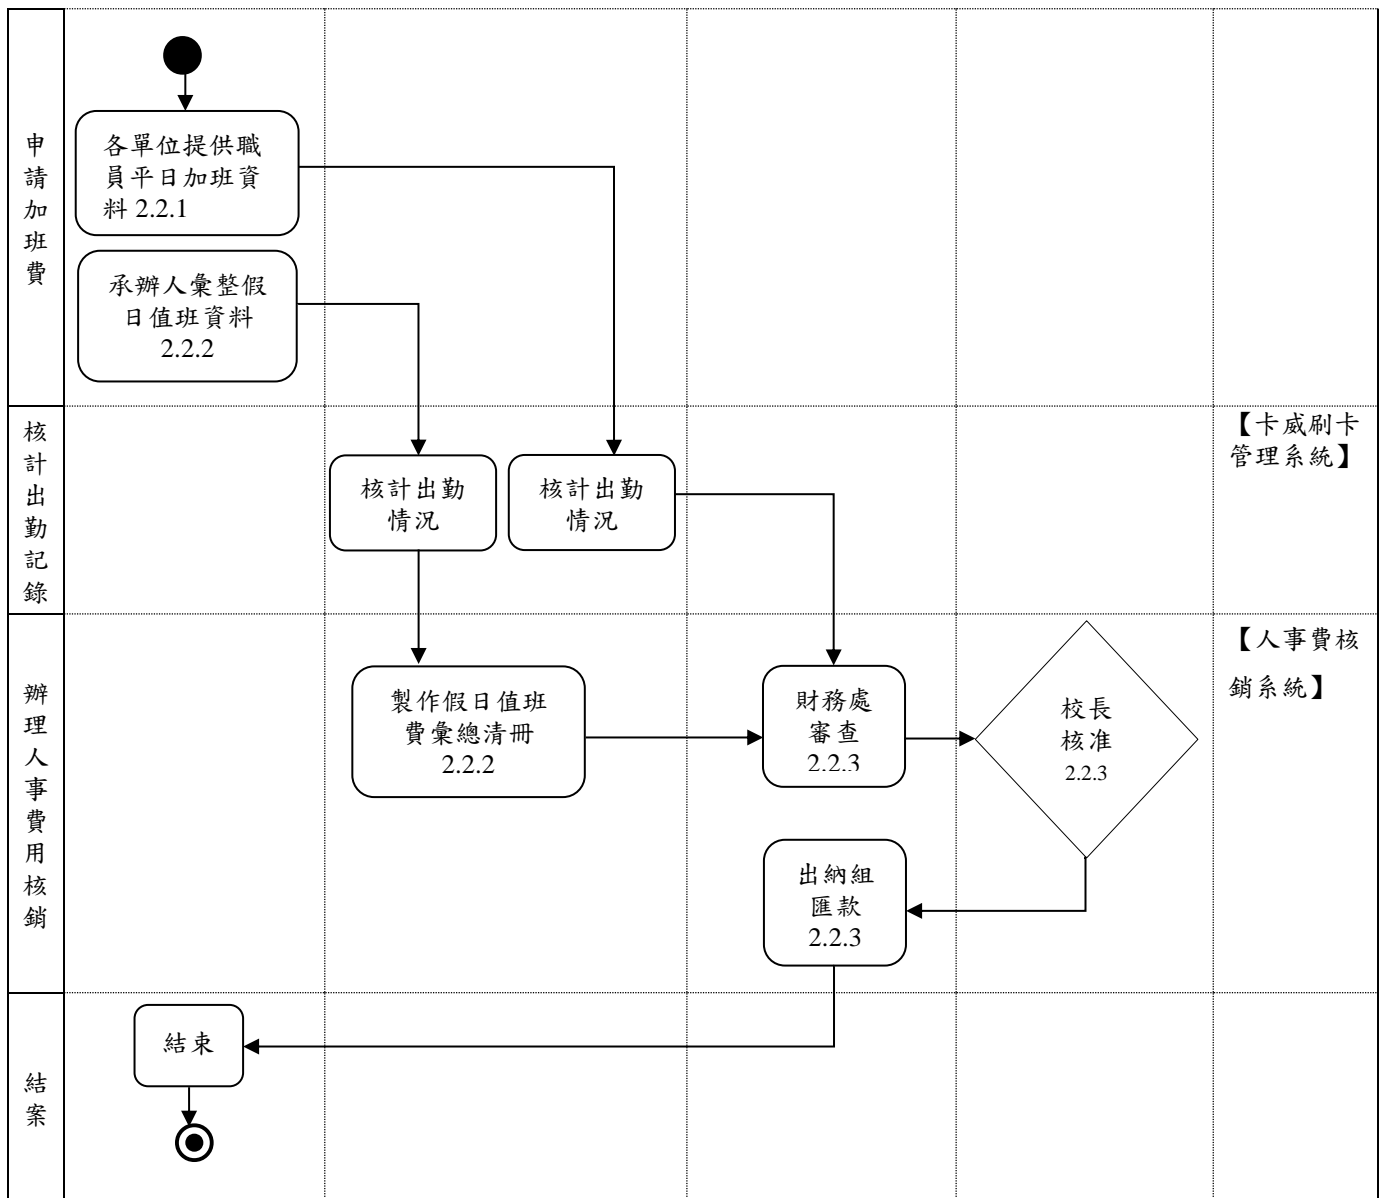 申
請
加
班
費
各單位提供職
員平日加班資
料 2.2.1
承辦人彙整假
日值班資料
2.2.2
核
計
出
勤
記
錄
核計出勤
情況
核計出勤
情況
【卡威刷卡
管理系統】
辦
理
人
事
費
用
核
銷
製作假日值班
費彙總清冊
2.2.2
財務處
審查
2.2.3
校長
核准
2.2.3
【人事費核
銷系統】
出納組
匯款
2.2.3
結
案
結束